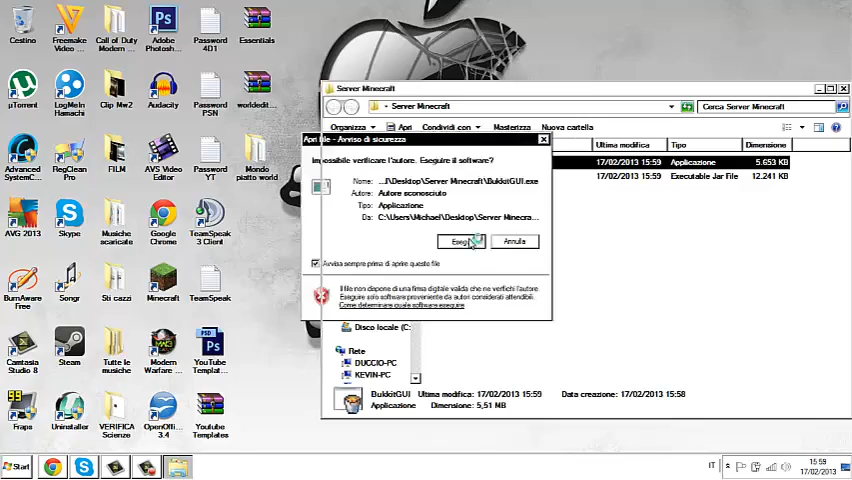 Cestino
Freemake
Video ...
Call of Duty
Modern ...
Adobe
Photosh...
Password
4D1
Essentials
µTorrent
LogMeIn
Hamachi
Clip Mw2
Audacity
Password
PSN
worldedit...
Advanced
SystemC...
RegClean
Pro
FILM
AVS Video
Editor
Password
YT
Mondo
piatto world
AVG 2013
Skype
Musiche
scaricate
Google
Chrome
TeamSpeak
3 Client
BurnAware
Free
Songr
Sti cazzi
Minecraft
TeamSpeak
Camtasia
Studio 8
Steam
Tutte le
musiche
Modern
Warfare ...
PSD
YouTube
Templat...
99
Fraps
Uninstaller
VERIFICA
Scienze
OpenOffi...
3.4
Youtube
Templates
Server Minecraft
Server Minecraft
Cerca Server Minecraft
Organizza
Apri
Condividi con
Masterizza
Nuova cartella
Ultima modifica
Tipo
Dimensione
17/02/2013 15:59 Applicazione 5.653 KB
17/02/2013 15:59 Executable Jar File 12.241 KB
Apri file - Avviso di sicurezza
Impossibile verificare l'autore. Eseguire il software?
Nome: ...l\Desktop\Server Minecraft\BukkitGUI.exe
Autore: Autore sconosciuto
Tipo: Applicazione
Da: C:\Users\Michael\Desktop\Server Minecra...
Annulla
Avvisa sempre prima di aprire questo file
Il file non dispone di una firma digitale valida che ne verifichi l'autore.
Eseguire solo software proveniente da autori considerati attendibili.
Come determinare quale software eseguire
Disco locale (C:
Rete
DUCCIO-PC
KEVIN-PC
BukkitGUI Ultima modifica: 17/02/2013 15:59 Data creazione: 17/02/2013 15:58
Applicazione Dimensione: 5,51 MB
Start
IT
15:59
17/02/2013